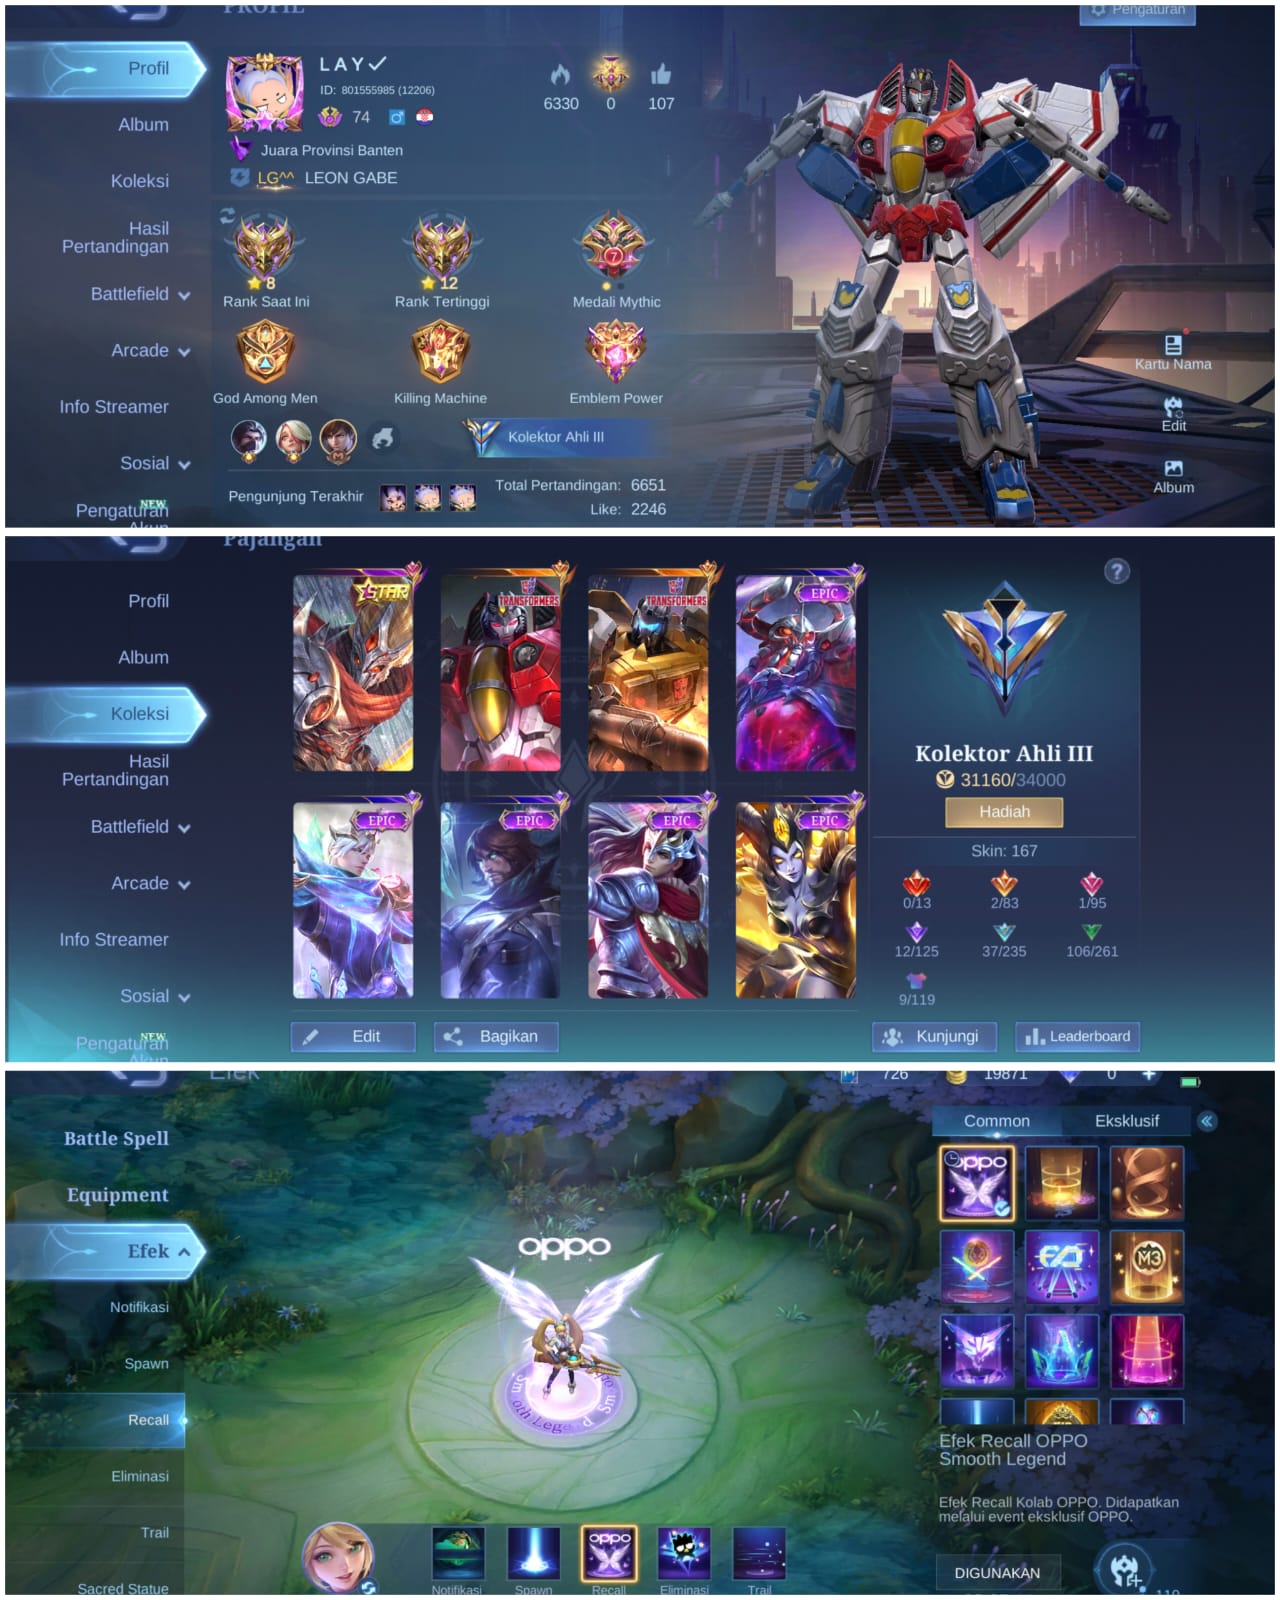 PROFIL
Pengaturan
Profil
Album
Koleksi
Hasil
Pertandingan
Battlefield
Arcade
Info Streamer
Sosial
NEW
Pengaturan
Akun
LAY✓
ID: 801555985 (12206)
74
Juara Provinsi Banten
LG^^ LEON GABE
6330
0
107
8
Rank Saat Ini
12
Rank Tertinggi
7
Medali Mythic
God Among Men
Killing Machine
Emblem Power
Kolektor Ahli III
Pengunjung Terakhir
Total Pertandingan: 6651
Like: 2246
Kartu Nama
Edit
Album
Pajangan
Profil
Album
Koleksi
Hasil
Pertandingan
Battlefield
Arcade
Info Streamer
Sosial
NEW
Pengaturan
Akun
STAR
TRANSFORMERS
TRANSFORMERS
EPIC
EPIC
EPIC
EPIC
EPIC
Edit
Bagikan
?
Kolektor Ahli III
31160/34000
Hadiah
Skin: 167
0/13
2/83
1/95
12/125
37/235
106/261
9/119
Kunjungi
Leaderboard
Efek
726
19871
0
Battle Spell
Equipment
Efek
Notifikasi
Spawn
Recall
Eliminasi
Trail
Sacred Statue
oppo
Common
Eksklusif
oppo
M3
Efek Recall OPPO
Smooth Legend
Efek Recall Kolab OPPO. Didapatkan
melalui event eksklusif OPPO.
DIGUNAKAN
oppo
Notifikasi
Spawn
Recall
Eliminasi
Trail